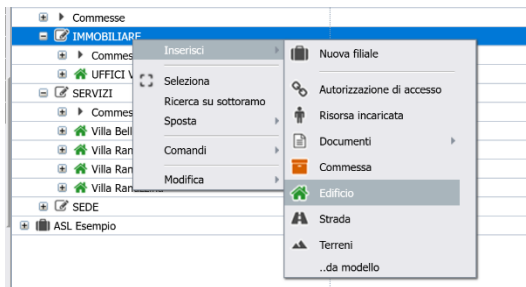 Commesse
IMMOBILIARE
Commes
UFFICI V
SERVIZI
Commes
Villa Bell
Villa Ran
Villa Ran
Villa
SEDE
ASL Esempio
Inserisci
Seleziona
Ricerca su sottoramo
Sposta
Comandi
Modifica
Nuova filiale
Autorizzazione di accesso
Risorsa incaricata
Documenti
Commessa
Edificio
Strada
Terreni
..da modello